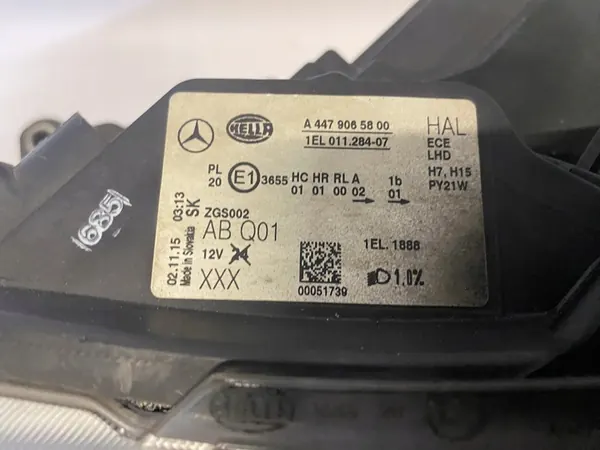 HELLA
A 447 906 58 00
1EL 011.284-07
HAL
ECE
LHD
H7, H15
PY21W
PL
20
E1
3655
HC HR RL A
01 01 00 02
1b
01
685
02.11.15 03:13
Made in Slovakia SK
ZGS002
AB Q01
12V 24
XXX
1EL. 1888
00051739
1.0%
HELLA